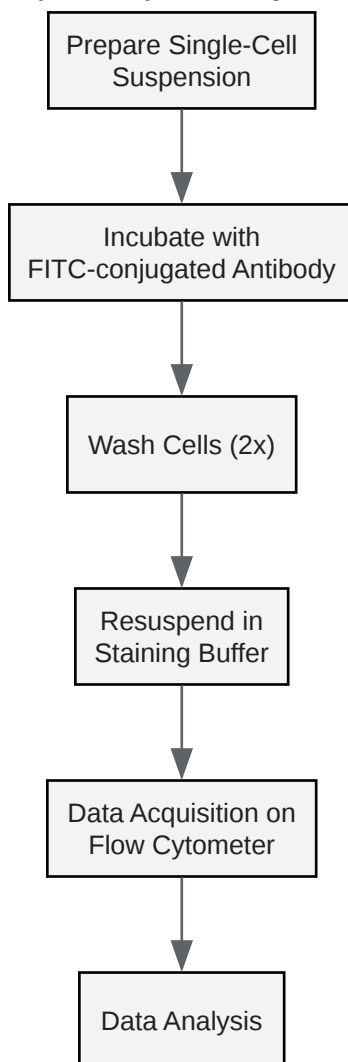 Prepare Single-Cell
Suspension
Incubate with
FITC-conjugated Antibody
Wash Cells (2x)
Resuspend in
Staining Buffer
Data Acquisition on
Flow Cytometer
Data Analysis